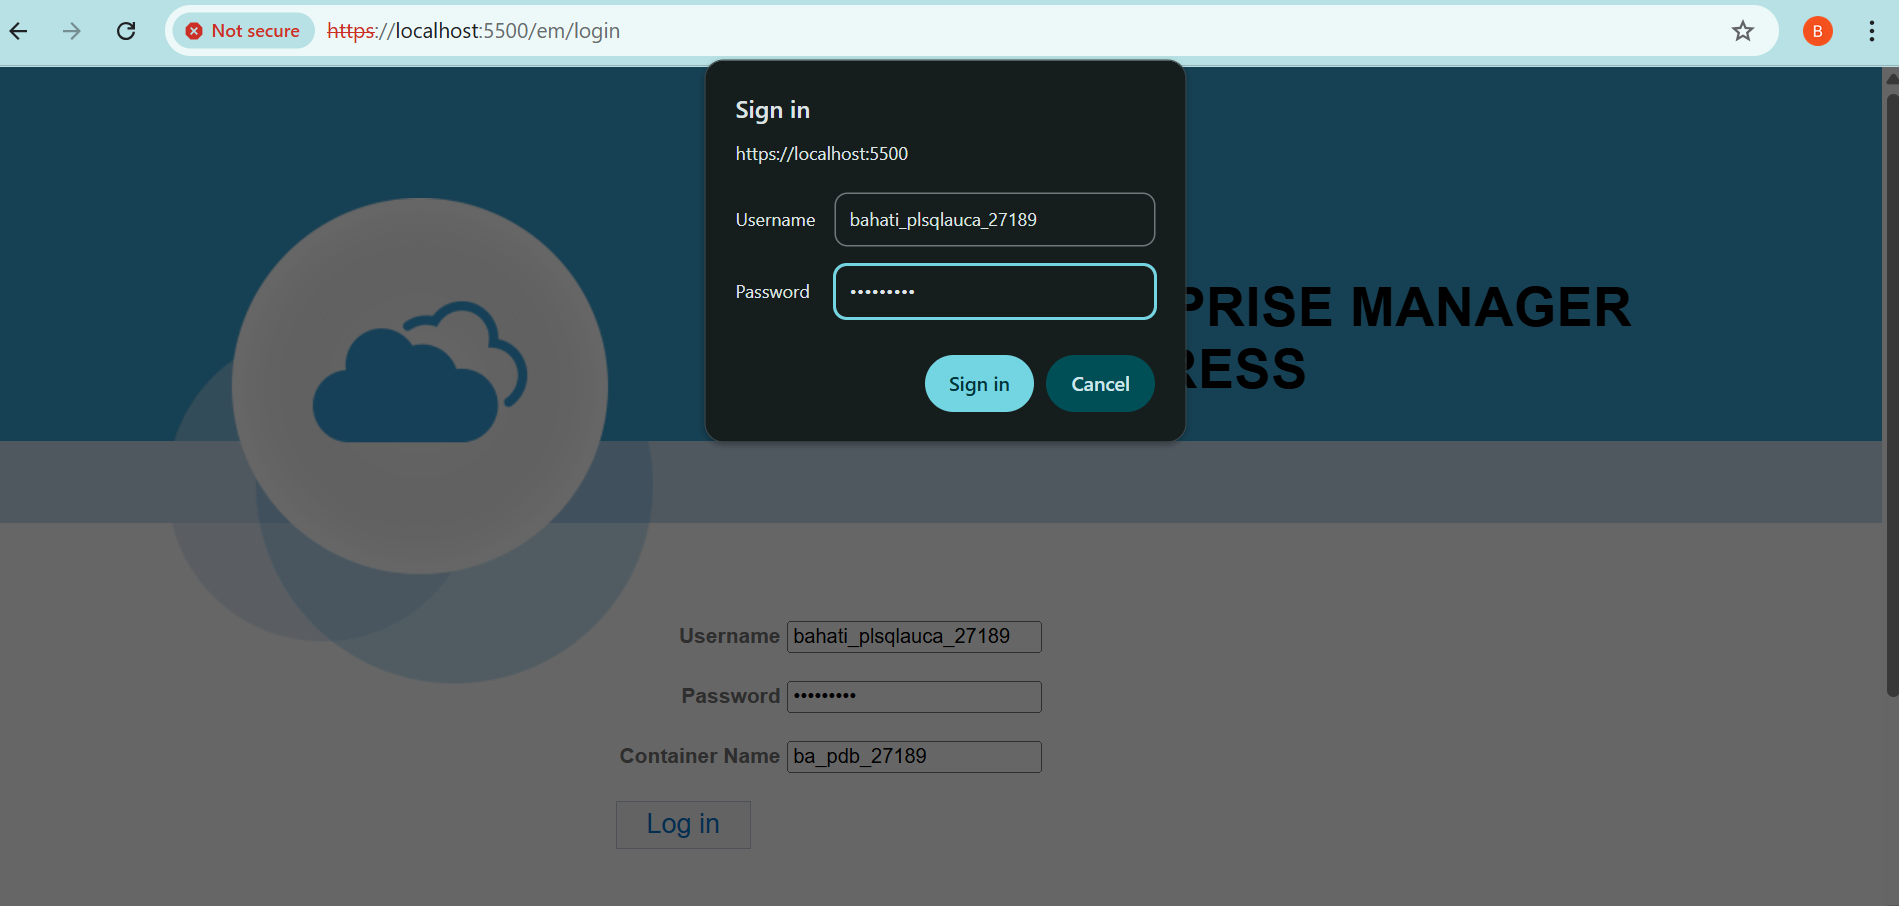 Not secure
https://localhost:5500/em/login
B
Sign in
https://localhost:5500
Username bahati_plsqlauca_27189
Password •••••••••
Sign in Cancel
PRISE MANAGER
RESS
Username bahati_plsqlauca_27189
Password •••••••••
Container Name ba_pdb_27189
Log in